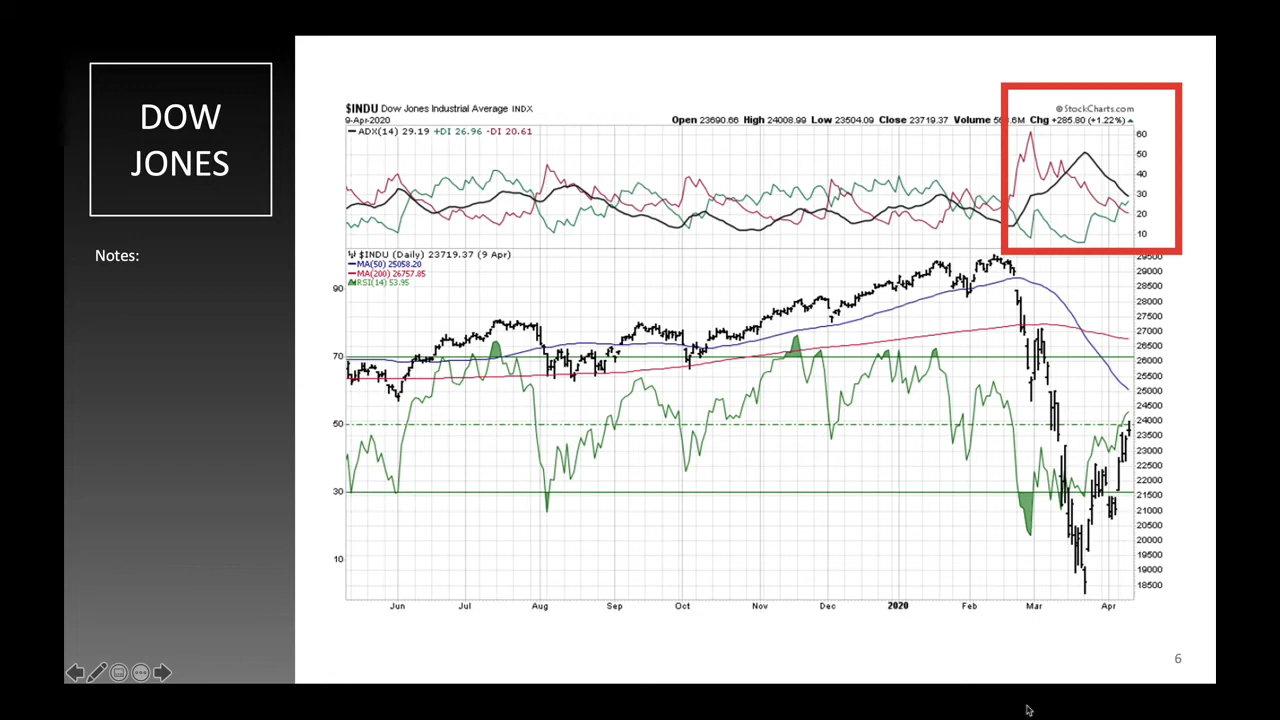 DOW
JONES
Notes:
$INDU Dow Jones Industrial Average INDX
© StockCharts.com
9-Apr-2020
Open 23690.66 High 24008.99 Low 23504.09 Close 23719.37 Volume Chg +285.80 (+1.22%)
ADX(14) 29.19 +DI 26.96 -DI 20.61
60
50
40
30
20
10
$INDU (Daily) 23719.37 (9 Apr)
MA(50) 25058.20
MA(200) 26757.85
RSI(14) 53.95
90
70
50
30
10
29500
29000
28500
28000
27500
27000
26500
26000
25500
25000
24500
24000
23500
23000
22500
22000
21500
21000
20500
20000
19500
19000
18500
Jun Jul Aug Sep Oct Nov Dec 2020 Feb Mar Apr
6